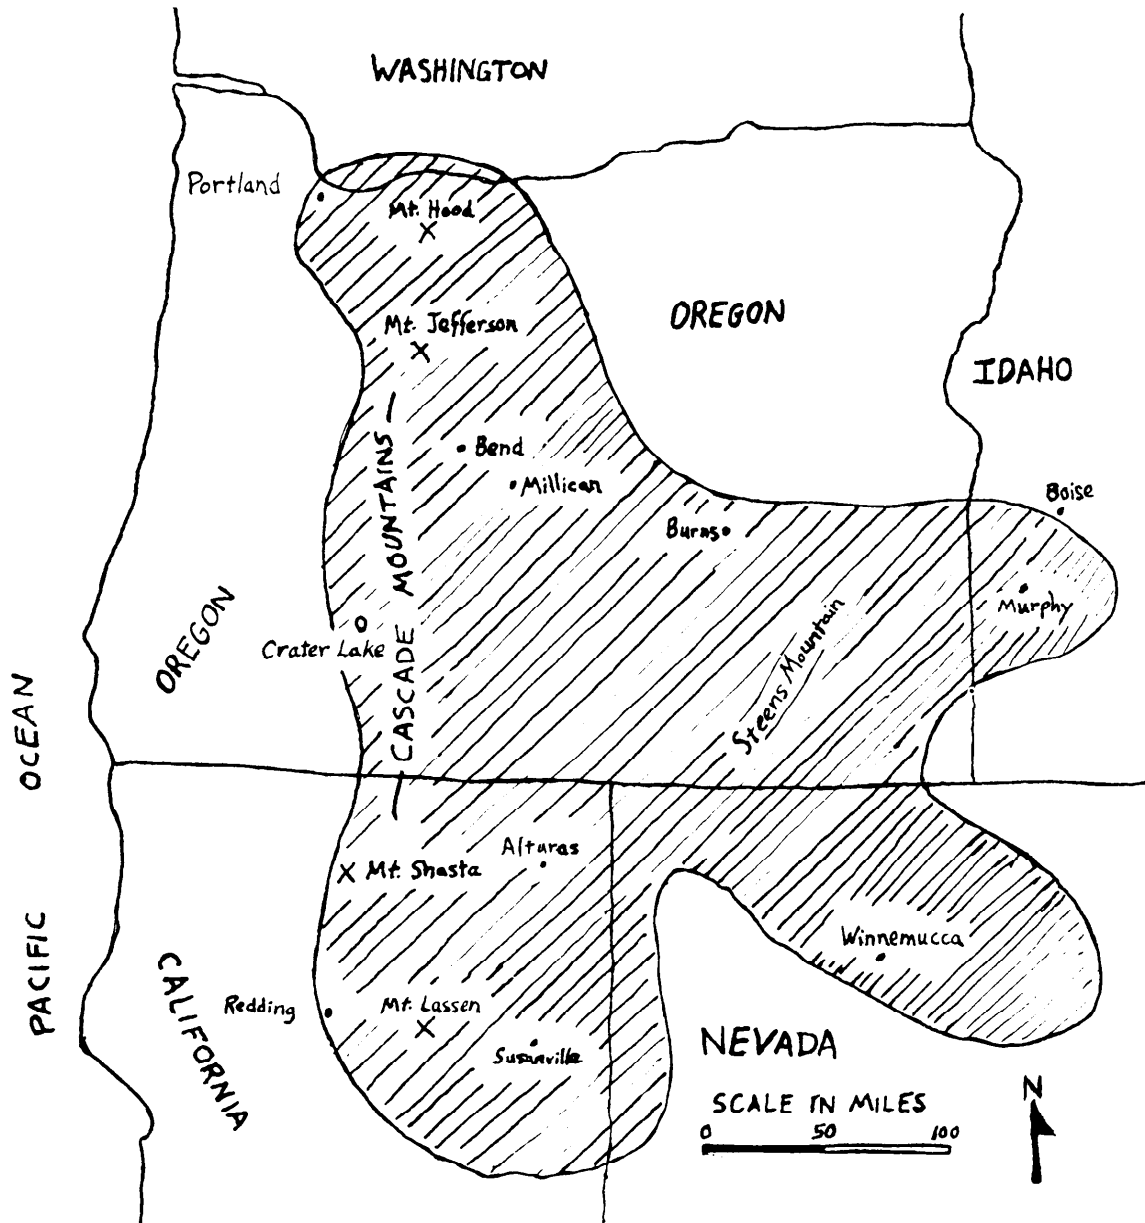 WASHINGTON
Portland
Mt. Hood
OREGON
Mt. Jefferson
IDAHO
Bend
Millican
Boise
Burns
Murphy
CASCADE MOUNTAINS
Crater Lake
OREGON
Steens Mountain
PACIFIC OCEAN
Alturas
Mt. Shasta
Winnemucca
CALIFORNIA
Redding
Mt. Lassen
Susanville
NEVADA
N
SCALE IN MILES
0 50 100